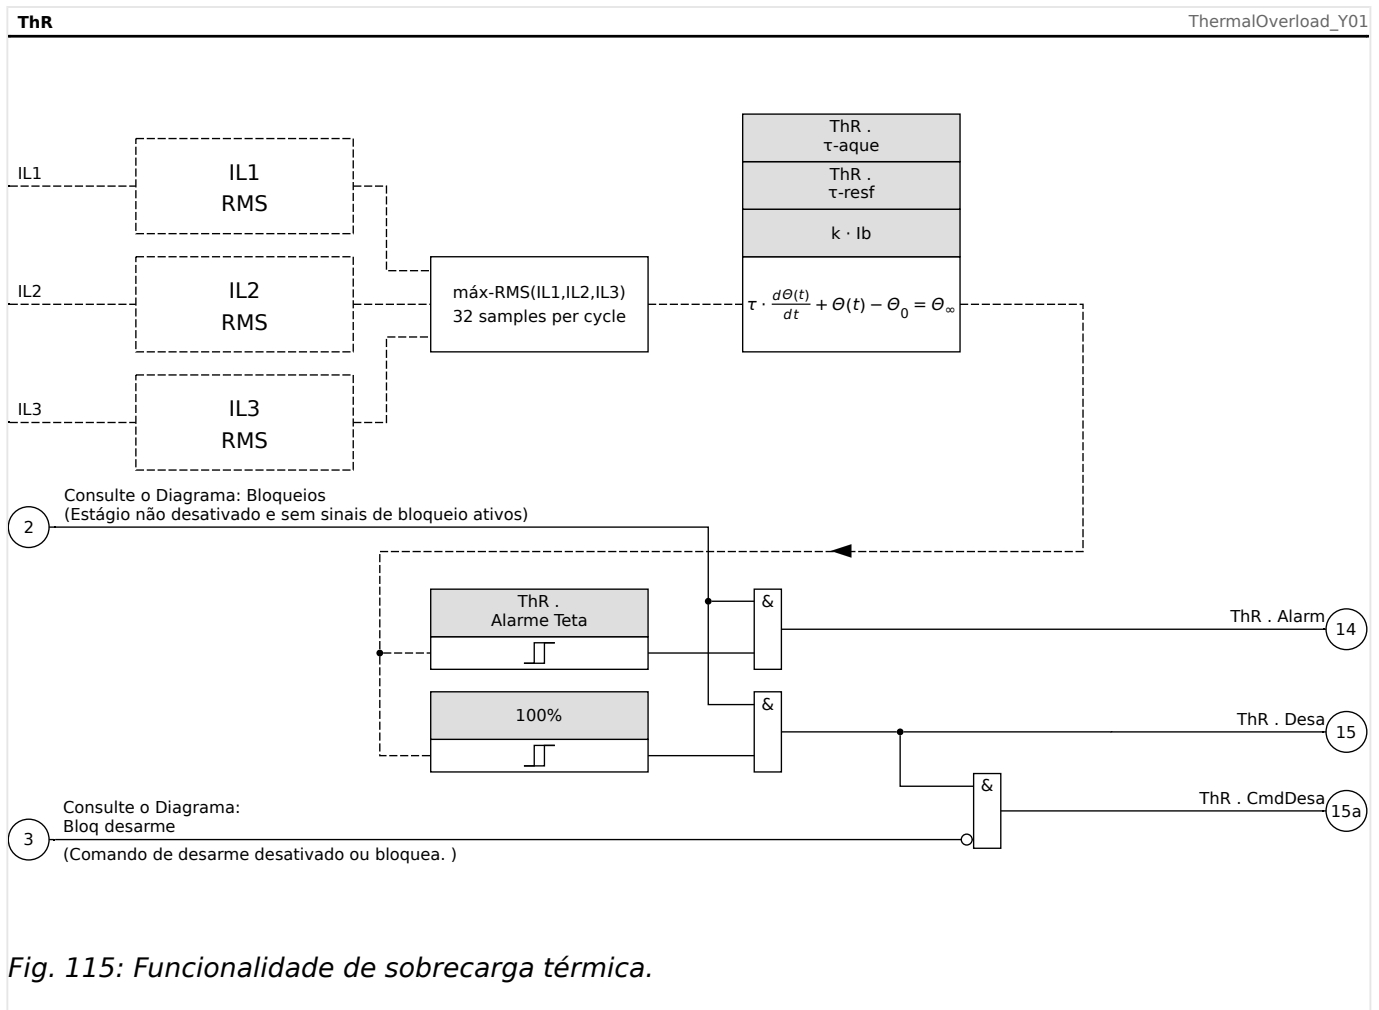 ThR
ThermalOverload_Y01
ThR .
τ-aque
ThR .
τ-resf
k · Ib
IL1
IL1
RMS
IL2
IL2
RMS
máx-RMS(IL1,IL2,IL3)
32 samples per cycle
τ · dΘ(t)/dt + Θ(t) − Θ₀ = Θ∞
IL3
IL3
RMS
Consulte o Diagrama: Bloqueios
(Estágio não desativado e sem sinais de bloqueio ativos)
2
ThR .
Alarme Teta
&
ThR . Alarm
14
100%
&
ThR . Desa
15
&
ThR . CmdDesa
15a
Consulte o Diagrama:
Bloq desarme
3
(Comando de desarme desativado ou bloquea. )
Fig. 115: Funcionalidade de sobrecarga térmica.